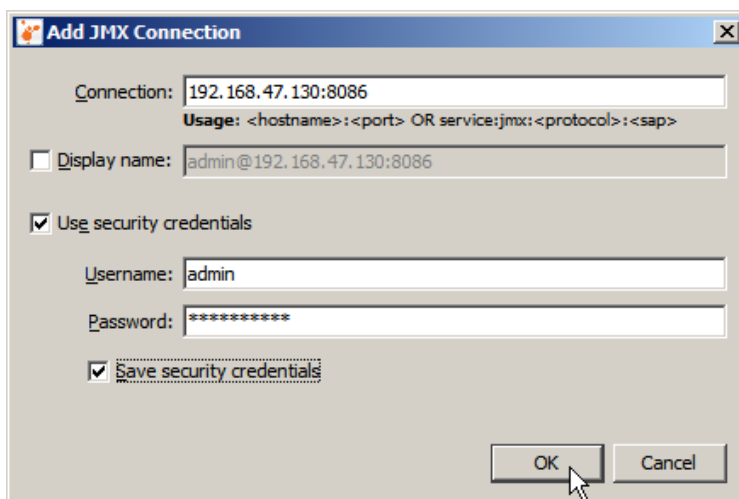 Add JMX Connection
Connection: 192.168.47.130:8086
Usage: <hostname>:<port> OR service:jmx:<protocol>:<sap>
Display name: admin@192.168.47.130:8086
Use security credentials
Username: admin
Password: **********
Save security credentials
OK Cancel